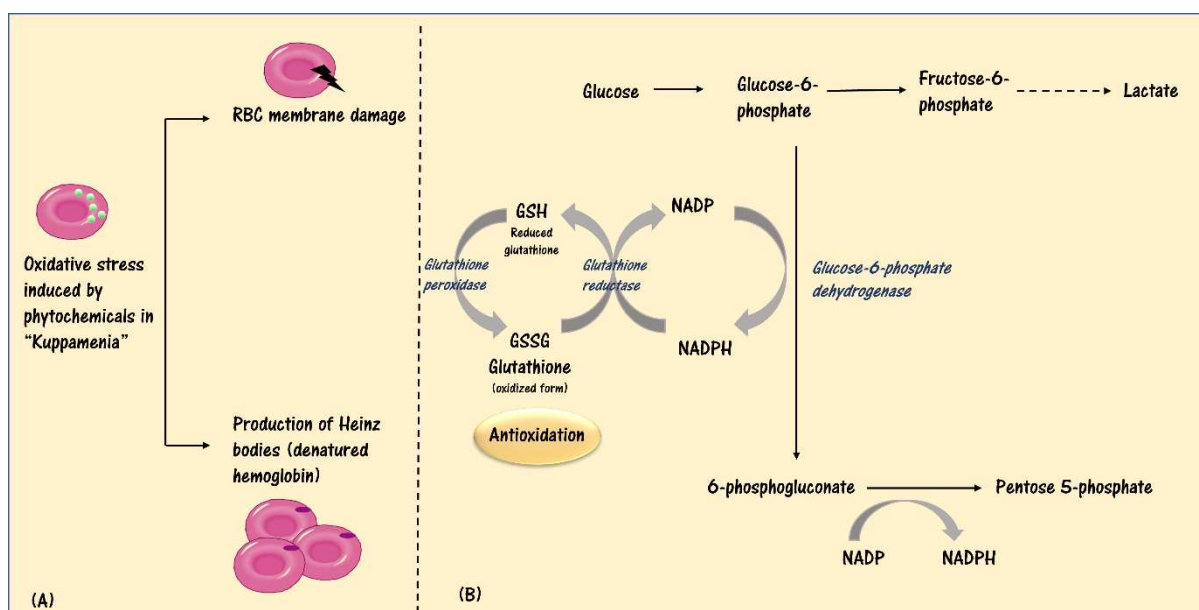 RBC membrane damage
Oxidative stress
induced by
phytochemicals in
“Kuppamenia”
Production of Heinz
bodies (denatured
hemoglobin)
(A)
Glucose
Glucose-6-
phosphate
Fructose-6-
phosphate
Lactate
GSH
Reduced
glutathione
NADP
Glutathione
peroxidase
Glutathione
reductase
Glucose-6-phosphate
dehydrogenase
GSSG
Glutathione
(oxidized form)
NADPH
Antioxidation
6-phosphogluconate
Pentose 5-phosphate
NADP
NADPH
(B)